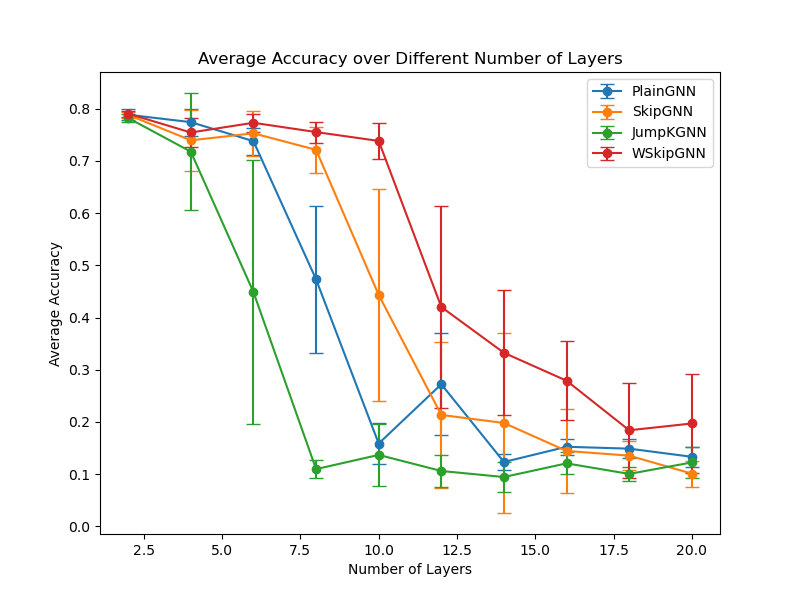 Average Accuracy over Different Number of Layers
PlainGNN
SkipGNN
JumpKGNN
WSkipGNN
Average Accuracy
0.8
0.7
0.6
0.5
0.4
0.3
0.2
0.1
0.0
2.5 5.0 7.5 10.0 12.5 15.0 17.5 20.0
Number of Layers